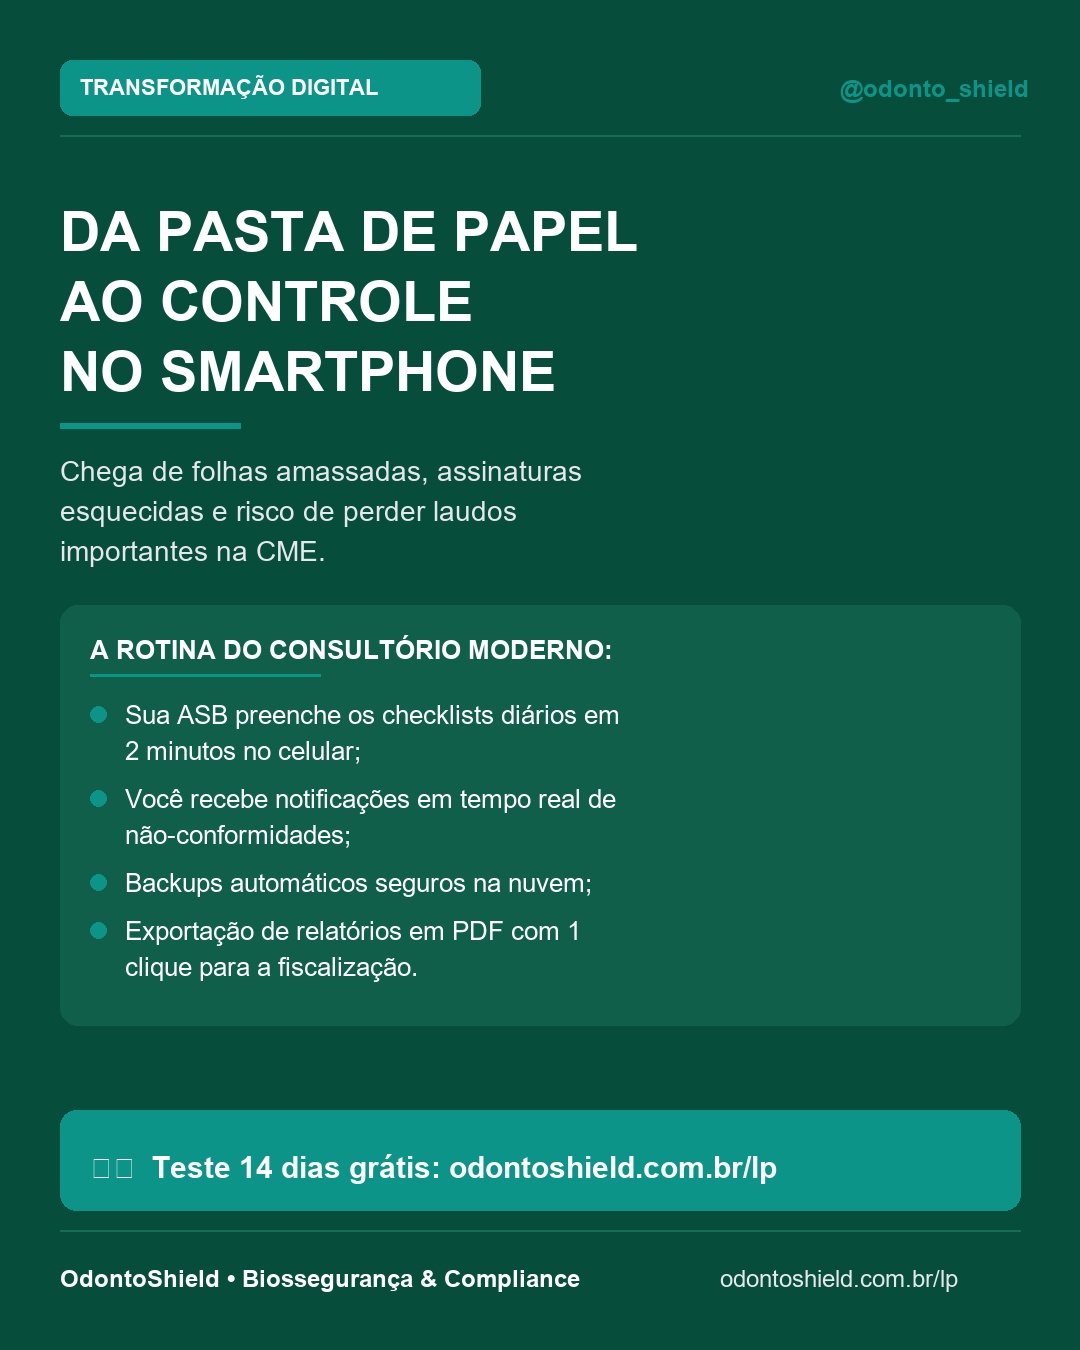 TRANSFORMAÇÃO DIGITAL
@odonto_shield
DA PASTA DE PAPEL
AO CONTROLE
NO SMARTPHONE
Chega de folhas amassadas, assinaturas
esquecidas e risco de perder laudos
importantes na CME.
A ROTINA DO CONSULTÓRIO MODERNO:
Sua ASB preenche os checklists diários em
2 minutos no celular;
Você recebe notificações em tempo real de
não-conformidades;
Backups automáticos seguros na nuvem;
Exportação de relatórios em PDF com 1
clique para a fiscalização.
Teste 14 dias grátis: odontoshield.com.br/lp
OdontoShield • Biossegurança & Compliance
odontoshield.com.br/lp